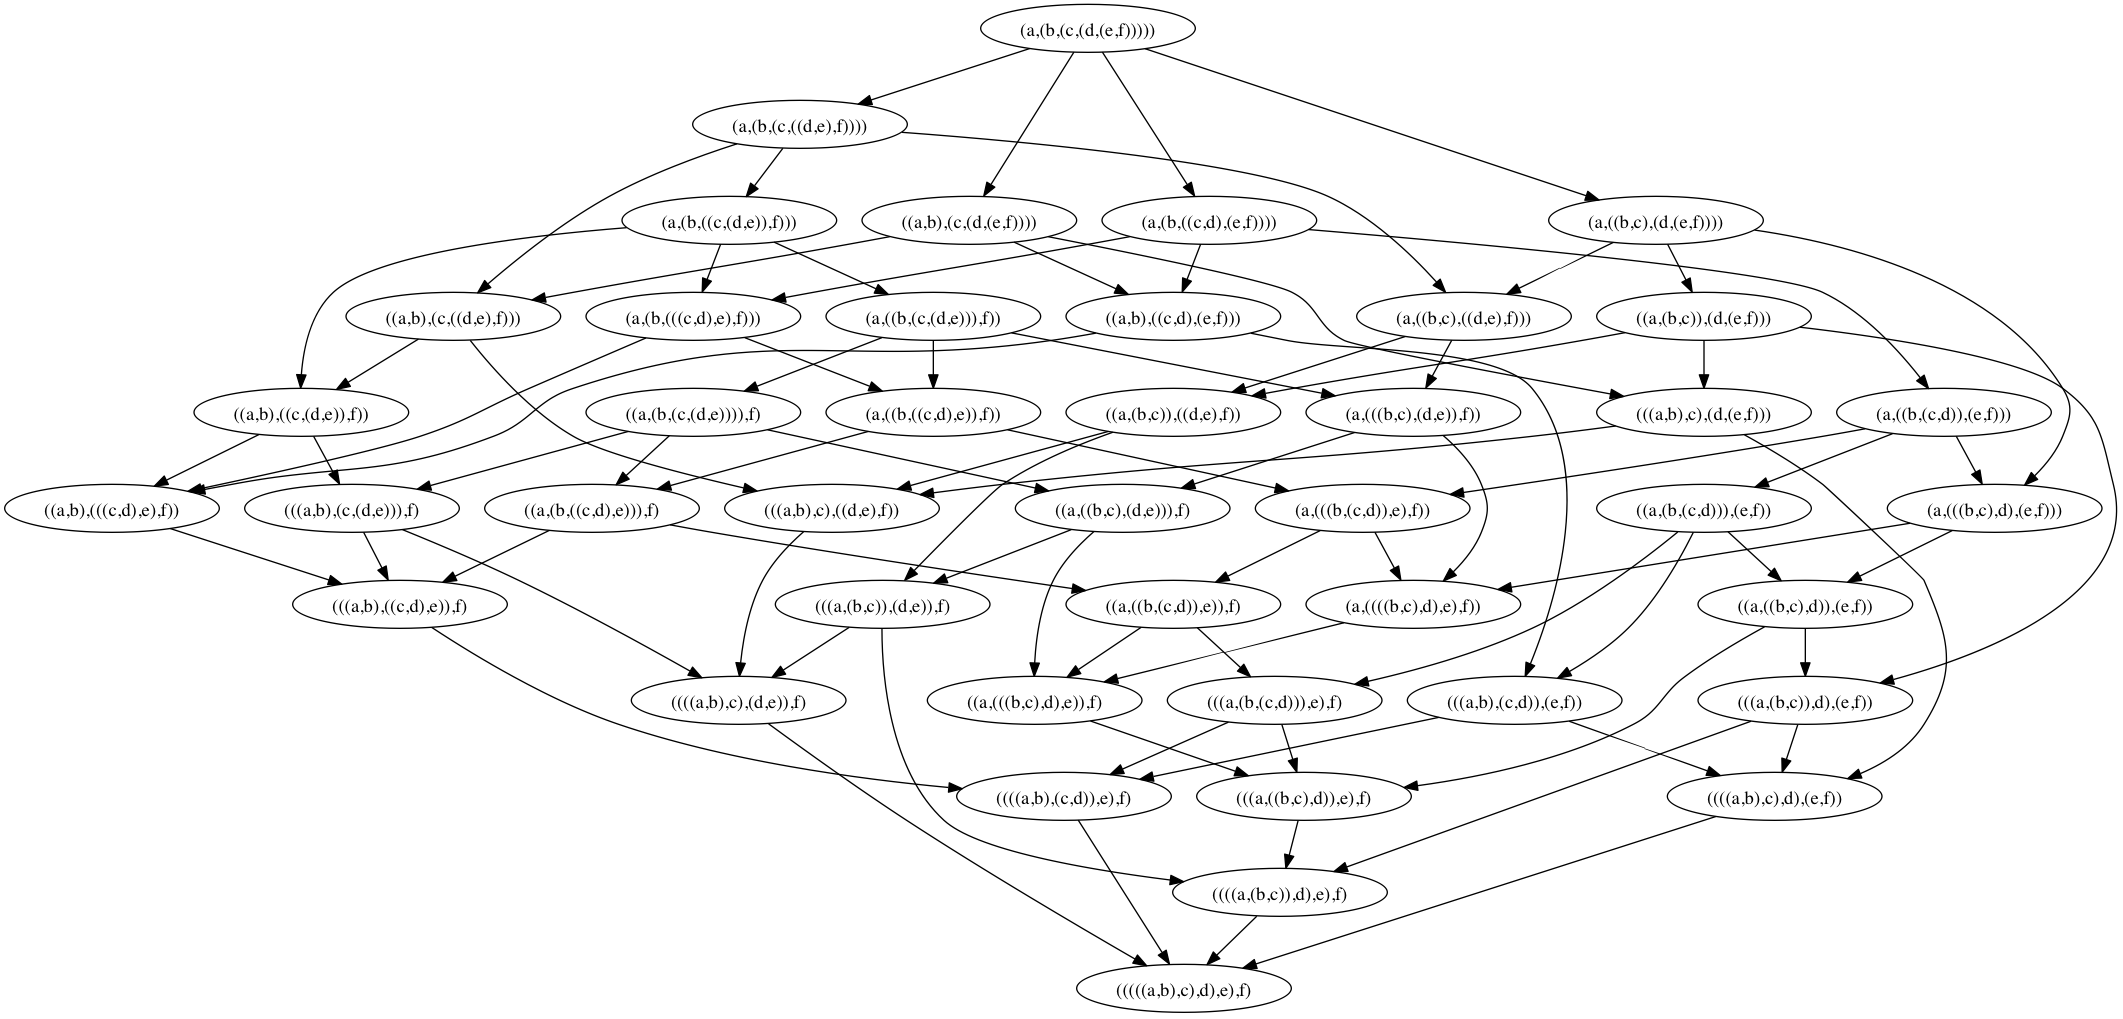 (a,(b,(c,(d,(e,f)))))
(a,(b,(c,((d,e),f))))
(a,(b,((c,(d,e)),f)))
((a,b),(c,(d,(e,f))))
(a,(b,((c,d),(e,f))))
(a,((b,c),(d,(e,f))))
((a,b),(c,((d,e),f)))
(a,(b,(((c,d),e),f)))
(a,((b,(c,(d,e))),f))
((a,b),((c,d),(e,f)))
(a,((b,c),((d,e),f)))
((a,(b,c)),(d,(e,f)))
((a,b),((c,(d,e)),f))
((a,(b,(c,(d,e)))),f)
(a,((b,((c,d),e)),f))
((a,(b,c)),((d,e),f))
(a,(((b,c),(d,e)),f))
(((a,b),c),(d,(e,f)))
(a,((b,(c,d)),(e,f)))
((a,b),(((c,d),e),f))
(((a,b),(c,(d,e))),f)
((a,(b,((c,d),e))),f)
(((a,b),c),((d,e),f))
((a,((b,c),(d,e))),f)
(a,(((b,(c,d)),e),f))
((a,(b,(c,d))),(e,f))
(a,(((b,c),d),(e,f)))
(((a,b),((c,d),e)),f)
(((a,(b,c)),(d,e)),f)
((a,((b,(c,d)),e)),f)
(a,((((b,c),d),e),f))
((a,((b,c),d)),(e,f))
((((a,b),c),(d,e)),f)
((a,(((b,c),d),e)),f)
(((a,(b,(c,d))),e),f)
(((a,b),(c,d)),(e,f))
(((a,(b,c)),d),(e,f))
((((a,b),(c,d)),e),f)
(((a,((b,c),d)),e),f)
((((a,b),c),d),(e,f))
((((a,(b,c)),d),e),f)
(((((a,b),c),d),e),f)